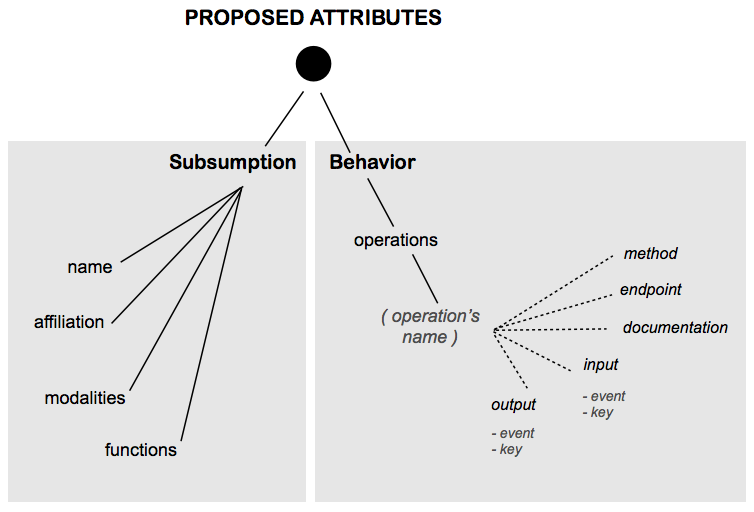 PROPOSED ATTRIBUTES
Subsumption
name
affiliation
modalities
functions
Behavior
operations
( operation's
name )
method
endpoint
documentation
input
- event
- key
output
- event
- key